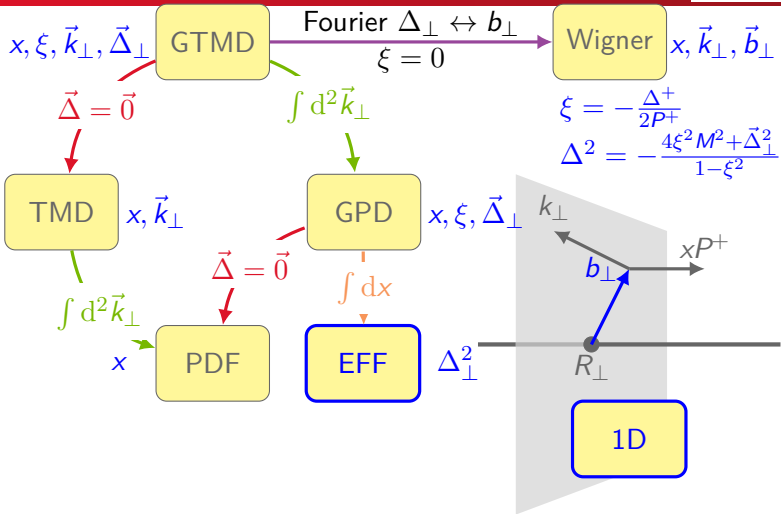 Fourier Δ⊥ ↔ b⊥
x, ξ, k⃗⊥, Δ⃗⊥ GTMD Wigner x, k⃗⊥, b⃗⊥
ξ = 0
Δ⃗ = 0⃗ ∫ d²k⃗⊥ ξ = −Δ⁺/2P⁺
Δ² = −(4ξ²M²+Δ⃗⊥²)/(1−ξ²)
TMD x, k⃗⊥ GPD x, ξ, Δ⃗⊥ k⊥
xP⁺
Δ⃗ = 0⃗ ∫ dx b⊥
∫ d²k⃗⊥
x PDF EFF Δ⊥² R⊥
1D